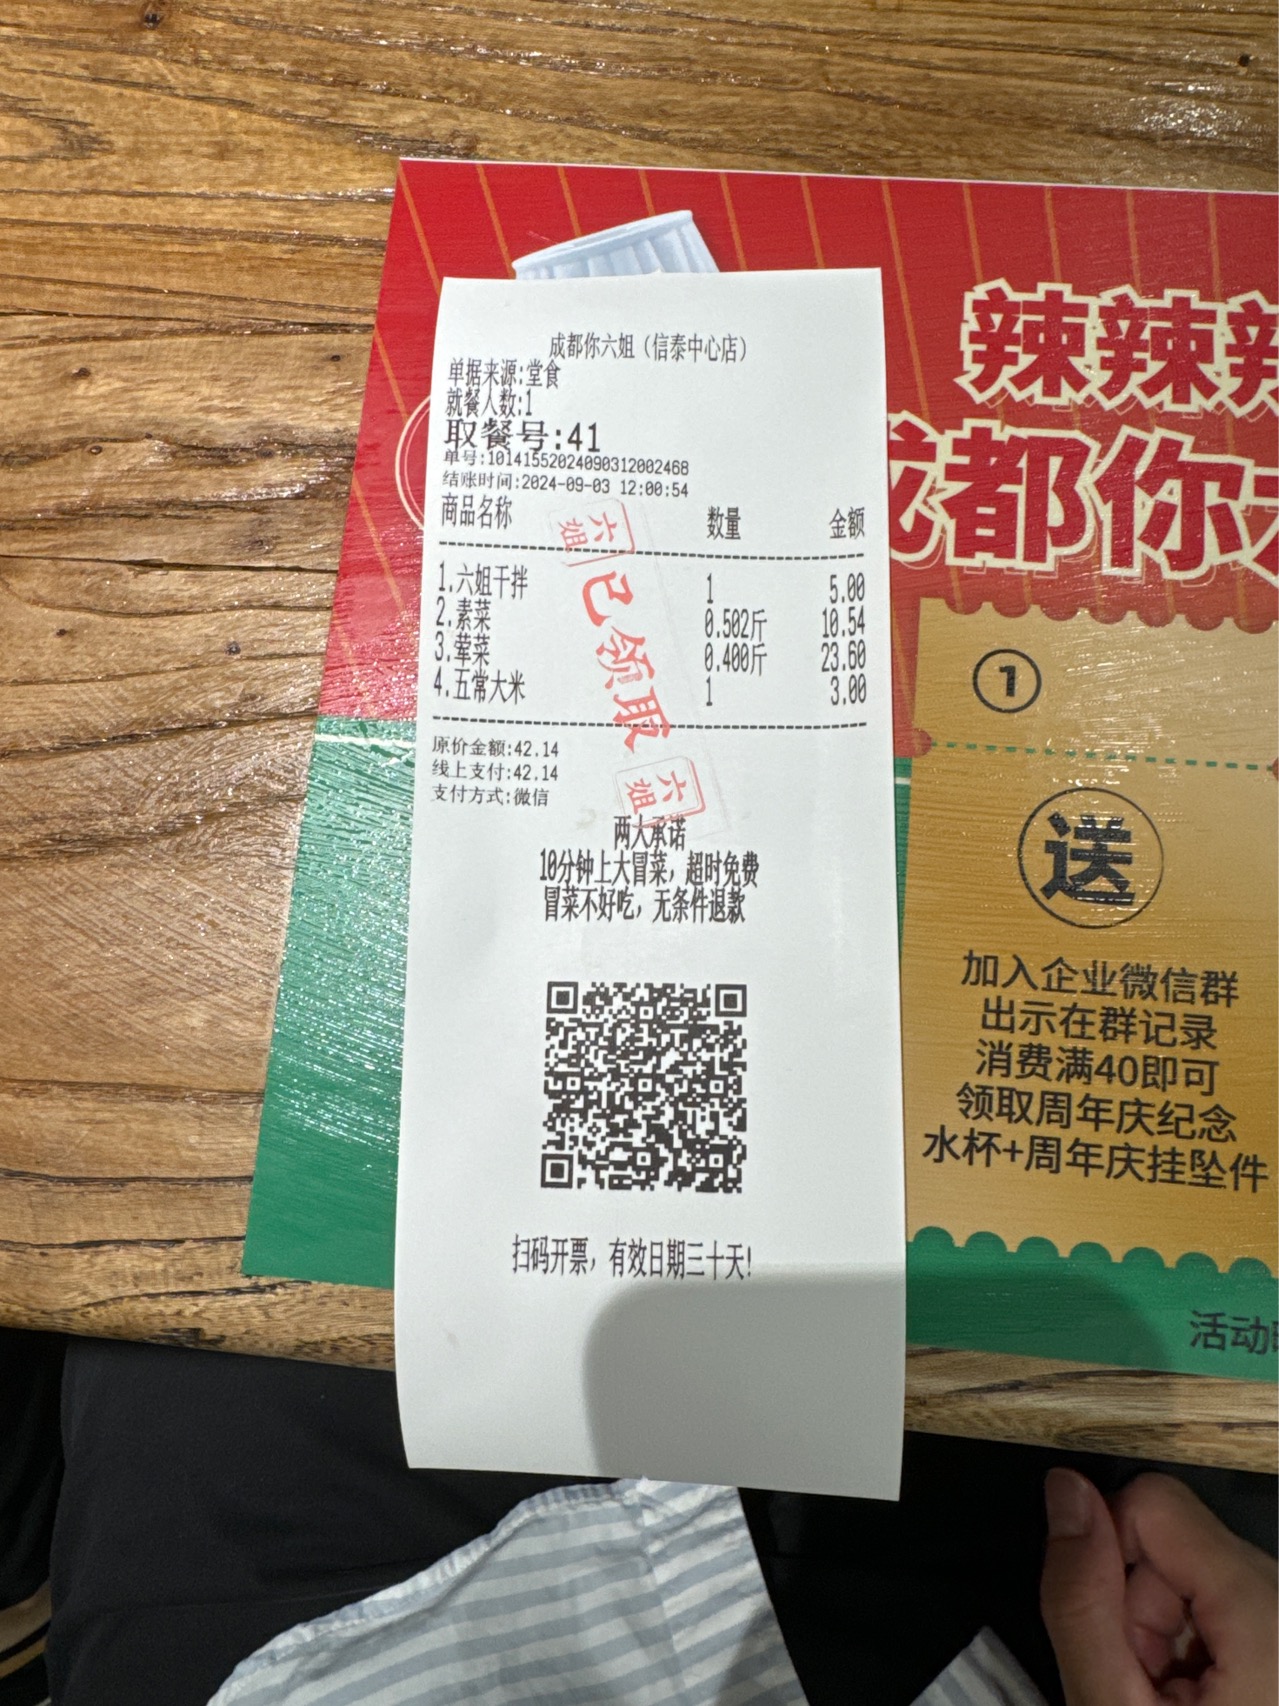 成都你六姐（信泰中心店）
单据来源:堂食
就餐人数:1
取餐号:41
单号:10141552024090312002468
结账时间:2024-09-03 12:00:54
商品名称 数量 金额
1.六姐干拌 1 5.00
2.素菜 0.502斤 10.54
3.荤菜 0.400斤 23.60
4.五常大米 1 3.00
六姐
已领取
六姐
原价金额:42.14
线上支付:42.14
支付方式:微信
两大承诺
10分钟上大冒菜，超时免费
冒菜不好吃，无条件退款
扫码开票，有效日期三十天!
辣辣
都你
1
送
加入企业微信群
出示在群记录
消费满40即可
领取周年庆纪念
水杯+周年庆挂坠件
活动